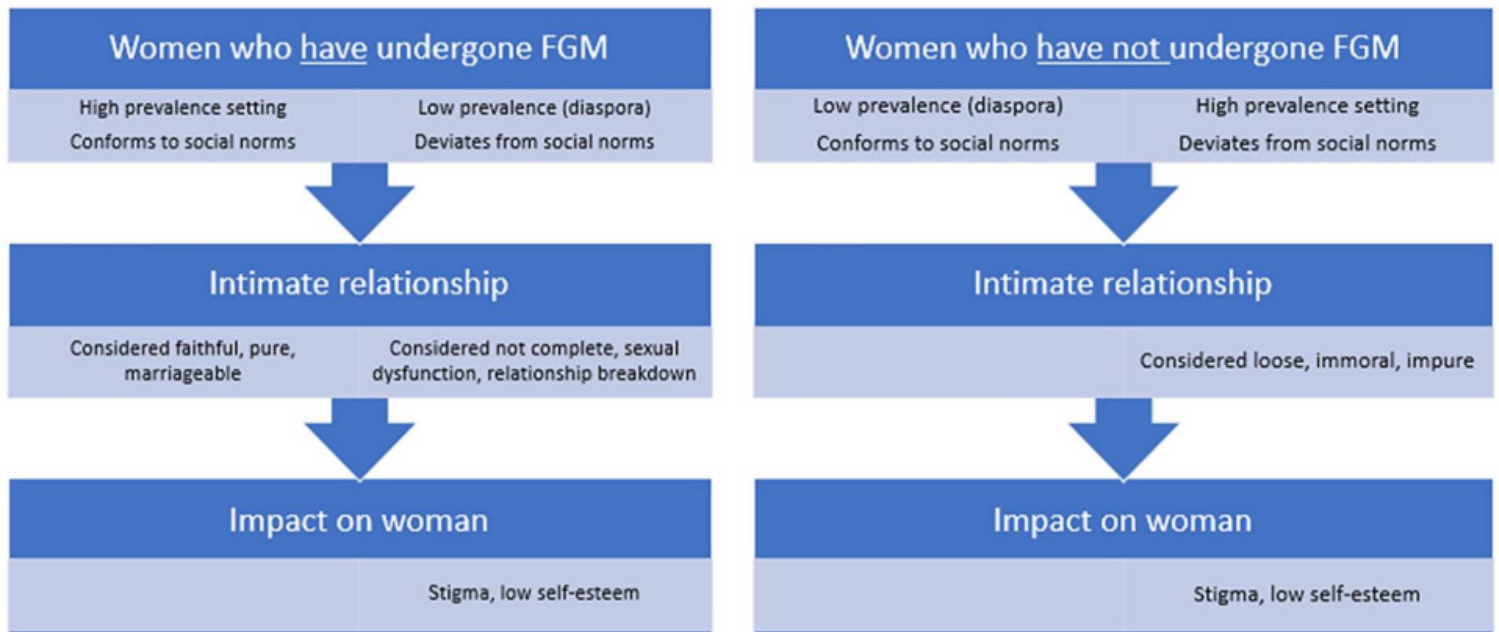 Women who have undergone FGM
High prevalence setting
Conforms to social norms
Low prevalence (diaspora)
Deviates from social norms
Intimate relationship
Considered faithful, pure,
marriageable
Considered not complete, sexual
dysfunction, relationship breakdown
Impact on woman
Stigma, low self-esteem
Women who have not undergone FGM
Low prevalence (diaspora)
Conforms to social norms
High prevalence setting
Deviates from social norms
Intimate relationship
Considered loose, immoral, impure
Impact on woman
Stigma, low self-esteem